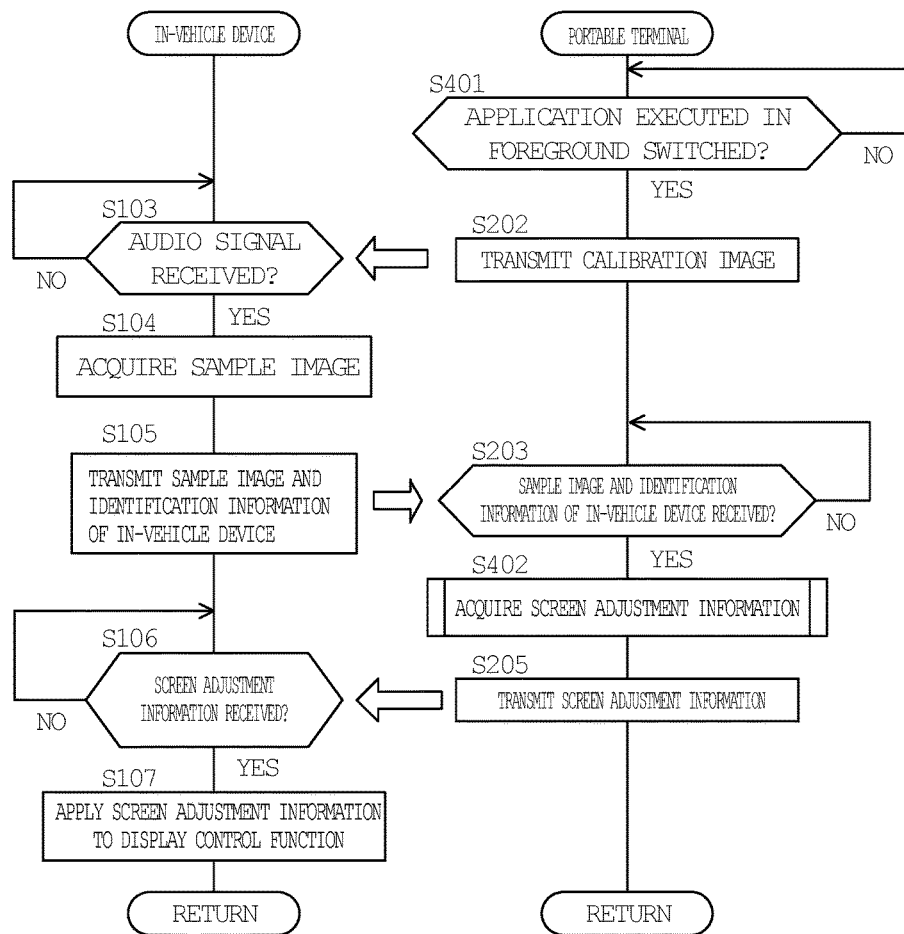 IN-VEHICLE DEVICE
PORTABLE TERMINAL
S401
APPLICATION EXECUTED IN
FOREGROUND SWITCHED?
NO
YES
S103
AUDIO SIGNAL
RECEIVED?
NO
YES
S202
TRANSMIT CALIBRATION IMAGE
S104
ACQUIRE SAMPLE IMAGE
S105
TRANSMIT SAMPLE IMAGE AND
IDENTIFICATION INFORMATION
OF IN-VEHICLE DEVICE
S203
SAMPLE IMAGE AND IDENTIFICATION
INFORMATION OF IN-VEHICLE DEVICE RECEIVED?
NO
YES
S402
ACQUIRE SCREEN ADJUSTMENT INFORMATION
S106
SCREEN ADJUSTMENT
INFORMATION RECEIVED?
NO
YES
S205
TRANSMIT SCREEN ADJUSTMENT INFORMATION
S107
APPLY SCREEN ADJUSTMENT INFORMATION
TO DISPLAY CONTROL FUNCTION
RETURN
RETURN